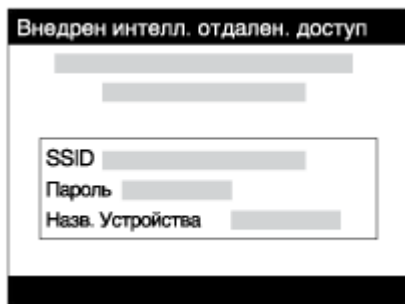 Внедрен интелл. отдален. доступ
SSID
Пароль
Назв. Устройства